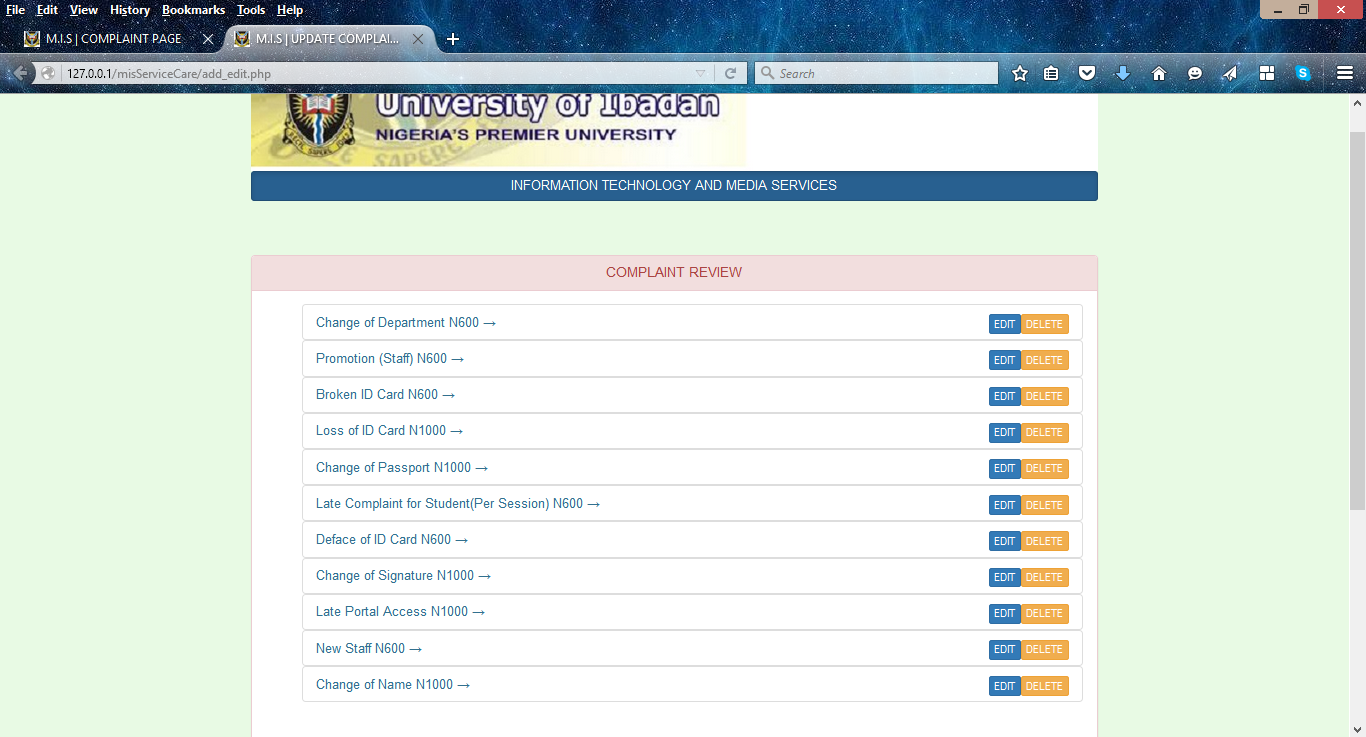 File Edit View History Bookmarks Tools Help
M.I.S | COMPLAINT PAGE
M.I.S | UPDATE COMPLAI...
127.0.0.1/misServiceCare/add_edit.php
Search
University of Ibadan
NIGERIA'S PREMIER UNIVERSITY
SAPERE
INFORMATION TECHNOLOGY AND MEDIA SERVICES
COMPLAINT REVIEW
Change of Department N600 → EDIT DELETE
Promotion (Staff) N600 → EDIT DELETE
Broken ID Card N600 → EDIT DELETE
Loss of ID Card N1000 → EDIT DELETE
Change of Passport N1000 → EDIT DELETE
Late Complaint for Student(Per Session) N600 → EDIT DELETE
Deface of ID Card N600 → EDIT DELETE
Change of Signature N1000 → EDIT DELETE
Late Portal Access N1000 → EDIT DELETE
New Staff N600 → EDIT DELETE
Change of Name N1000 → EDIT DELETE